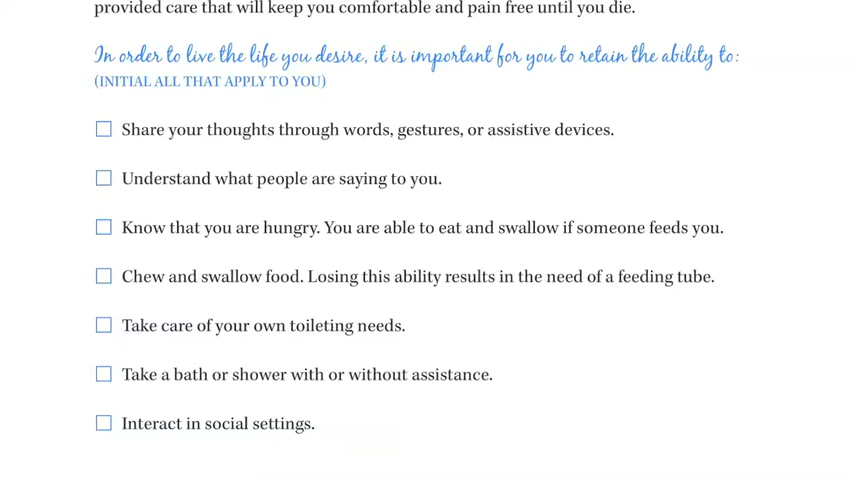 provided care that will keep you comfortable and pain free until you die.
In order to live the life you desire, it is important for you to retain the ability to:
(INITIAL ALL THAT APPLY TO YOU)
Share your thoughts through words, gestures, or assistive devices.
Understand what people are saying to you.
Know that you are hungry. You are able to eat and swallow if someone feeds you.
Chew and swallow food. Losing this ability results in the need of a feeding tube.
Take care of your own toileting needs.
Take a bath or shower with or without assistance.
Interact in social settings.